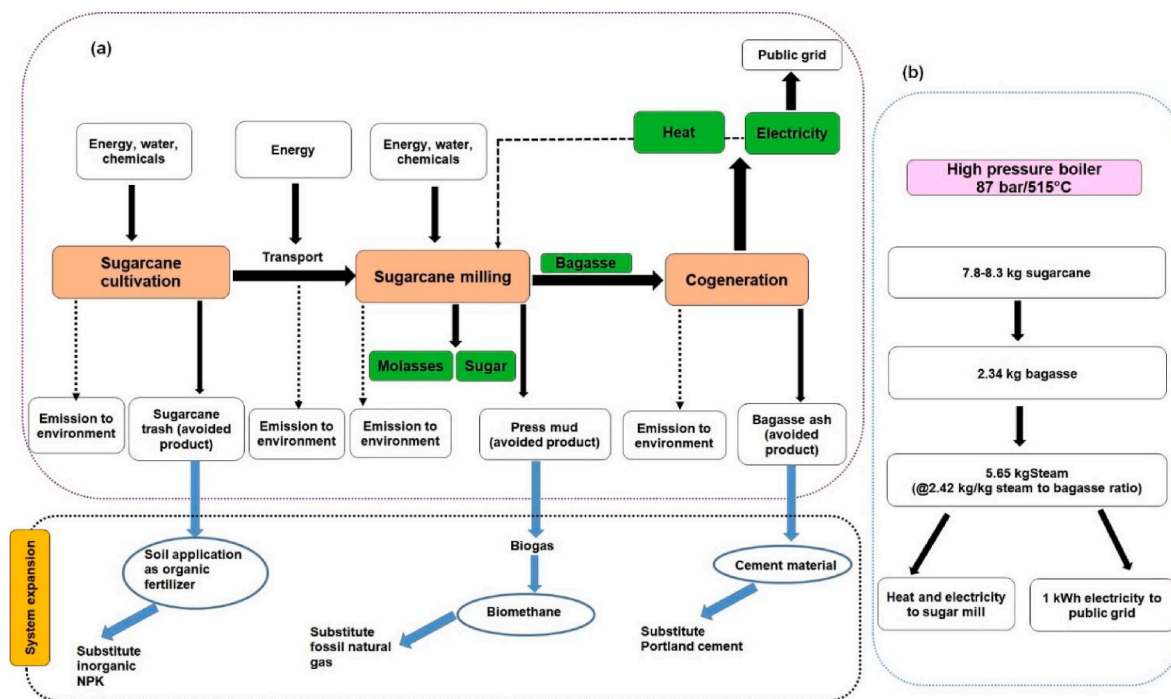 (a)
Public grid
Heat
Electricity
Energy, water,
chemicals
Energy
Energy, water,
chemicals
Sugarcane
cultivation
Transport
Sugarcane milling
Bagasse
Cogeneration
Molasses
Sugar
Emission to
environment
Sugarcane
trash (avoided
product)
Emission to
environment
Emission to
environment
Press mud
(avoided product)
Emission to
environment
Bagasse ash
(avoided
product)
System expansion
Soil application
as organic
fertilizer
Substitute
inorganic
NPK
Biogas
Biomethane
Substitute
fossil natural
gas
Cement material
Substitute
Portland cement
(b)
High pressure boiler
87 bar/515°C
7.8-8.3 kg sugarcane
2.34 kg bagasse
5.65 kgSteam
(@2.42 kg/kg steam to bagasse ratio)
Heat and electricity
to sugar mill
1 kWh electricity to
public grid